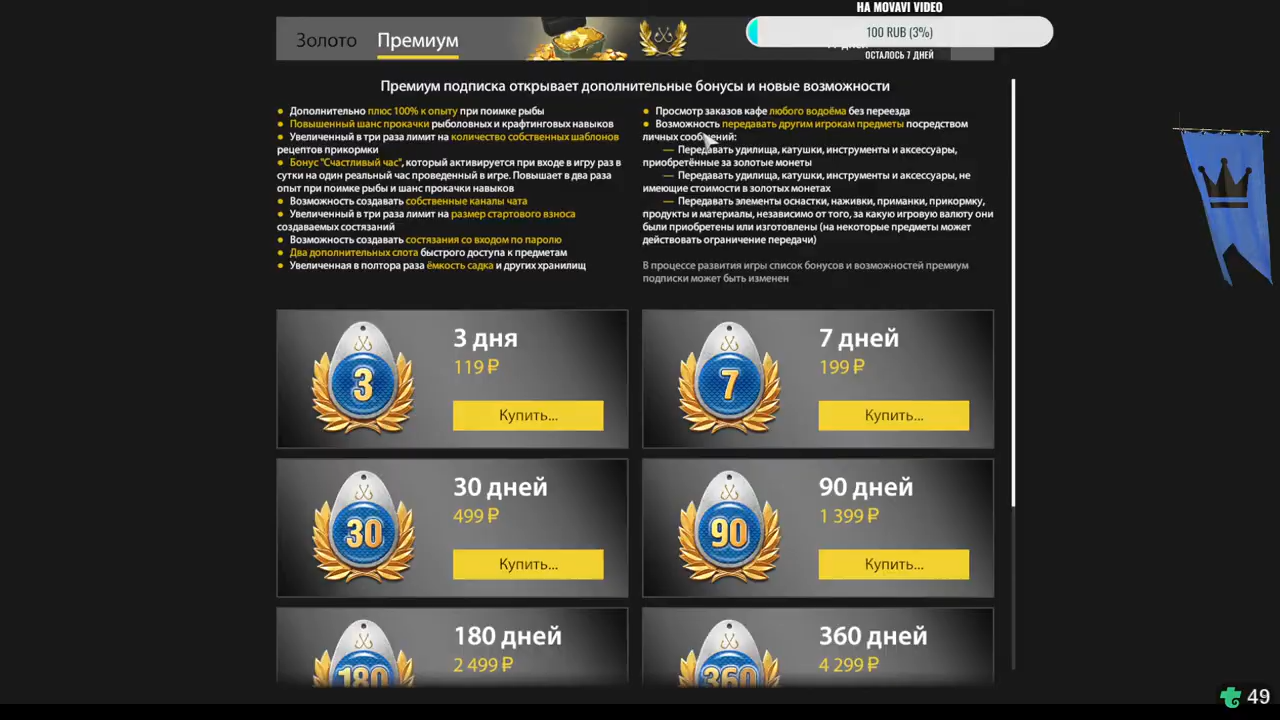 НА MOVAVI VIDEO
100 RUB (3%)
ОСТАЛОСЬ 7 ДНЕЙ
Золото
Премиум
Премиум подписка открывает дополнительные бонусы и новые возможности
Дополнительно плюс 100% к опыту при поимке рыбы
Повышенный шанс прокачки рыболовных и крафтинговых навыков
Увеличенный в три раза лимит на количество собственных шаблонов
рецептов прикормки
Бонус "Счастливый час", который активируется при входе в игру раз в
сутки на один реальный час проведенный в игре. Повышает в два раза
опыт при поимке рыбы и шанс прокачки навыков
Возможность создавать собственные каналы чата
Увеличенный в три раза лимит на размер стартового взноса
создаваемых состязаний
Возможность создавать состязания со входом по паролю
Два дополнительных слота быстрого доступа к предметам
Увеличенная в полтора раза ёмкость садка и других хранилищ
Просмотр заказов кафе любого водоёма без переезда
Возможность передавать другим игрокам предметы посредством
личных сообщений:
— Передавать удилища, катушки, инструменты и аксессуары,
приобретённые за золотые монеты
— Передавать удилища, катушки, инструменты и аксессуары, не
имеющие стоимости в золотых монетах
— Передавать элементы оснастки, наживки, приманки, прикормку,
продукты и материалы, независимо от того, за какую игровую валюту они
были приобретены или изготовлены (на некоторые предметы может
действовать ограничение передачи)
В процессе развития игры список бонусов и возможностей премиум
подписки может быть изменен
3
3 дня
119 ₽
Купить...
7
7 дней
199 ₽
Купить...
30
30 дней
499 ₽
Купить...
90
90 дней
1 399 ₽
Купить...
180
180 дней
2 499 ₽
360
360 дней
4 299 ₽
49